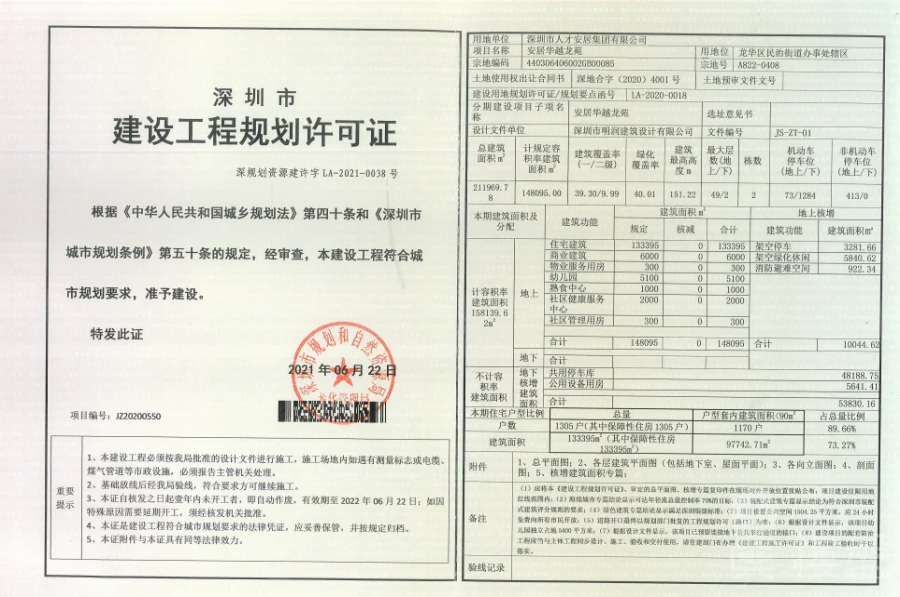 深圳市
建设工程规划许可证
深规划资源建许字 LA-2021-0038 号
根据《中华人民共和国城乡规划法》第四十条和《深圳市
城市规划条例》第五十条的规定，经审查，本建设工程符合城
市规划要求，准予建设。
特发此证
深圳市规划和自然资源局
2021 年 06 月 22 日
项目编号：JZ20200550
重要提示
1、本建设工程必须按我局批准的设计文件进行施工，施工场地内如遇有测量标志或电缆、
煤气管道等市政设施，必须报告主管机关处理。
2、基础放线后经我局验线，符合要求方可继续施工。
3、本证自核发之日起壹年内未开工者，即自动作废，有效期至 2022 年 06 月 22 日；如因
特殊原因需要延期开工，须经核发机关批准。
4、本证是建设工程符合城市规划要求的法律凭证，应妥善保管，并按规定归档。
5、本证附件与本证具有同等法律效力。
用地单位 深圳市人才安居集团有限公司
项目名称 安居华越龙苑 用地位 龙华区民治街道办事处辖区
宗地编码 440306406002GB00085 宗地号 A822-0408
土地使用权出让合同书 深地合字（2020）4001 号 土地预审文件文号
建设用地规划许可证/规划要点函号 LA-2020-0018
分期建设项目子项名称 安居华越龙苑 选址意见书
设计文件单位 深圳市明润建筑设计有限公司 文件编号 JS-ZT-01
总建筑面积㎡ 计规定容积率建筑面积㎡ 建筑覆盖率（一/二级） 绿化覆盖率 建筑最高高度 m 最大层数(地上/下) 栋数 机动车停车位(地上/下) 非机动车停车位(地上/下)
211969.78 148095.00 39.30/9.99 40.01 151.22 49/2 2 73/1284 413/0
本期建筑面积及分配 建筑功能 建筑面积㎡ 地上核增
规定 核减 合计 建筑功能 建筑面积㎡
计容积率建筑面积 158139.62㎡ 地上
住宅建筑 133395 0 133395 架空停车 3281.66
商业建筑 6000 0 6000 架空绿化休闲 5840.62
物业服务用房 300 0 300 消防避难空间 922.34
幼儿园 5100 0 5100
熟食中心 1000 0 1000
社区健康服务中心 2000 0 2000
社区管理用房 300 0 300
合计 148095 0 148095 合计 10044.62
地下 合计
不计容积率建筑面积 地下核增建筑面积
共用停车库 48188.75
公用设备用房 5641.41
合计 53830.16
本期住宅户型比例 总量 户型套内建筑面积≤90㎡ 占总量比例
户数 1305 户(其中保障性住房 1305 户) 1170 户 89.66%
建筑面积 133395㎡（其中保障性住房 133395㎡） 97742.71㎡ 73.27%
附件 1、总平面图；2、各层建筑平面图（包括地下室、屋面平面）；3、各向立面图；4、剖面
图；5、核增建筑面积专篇；
备注
验线记录